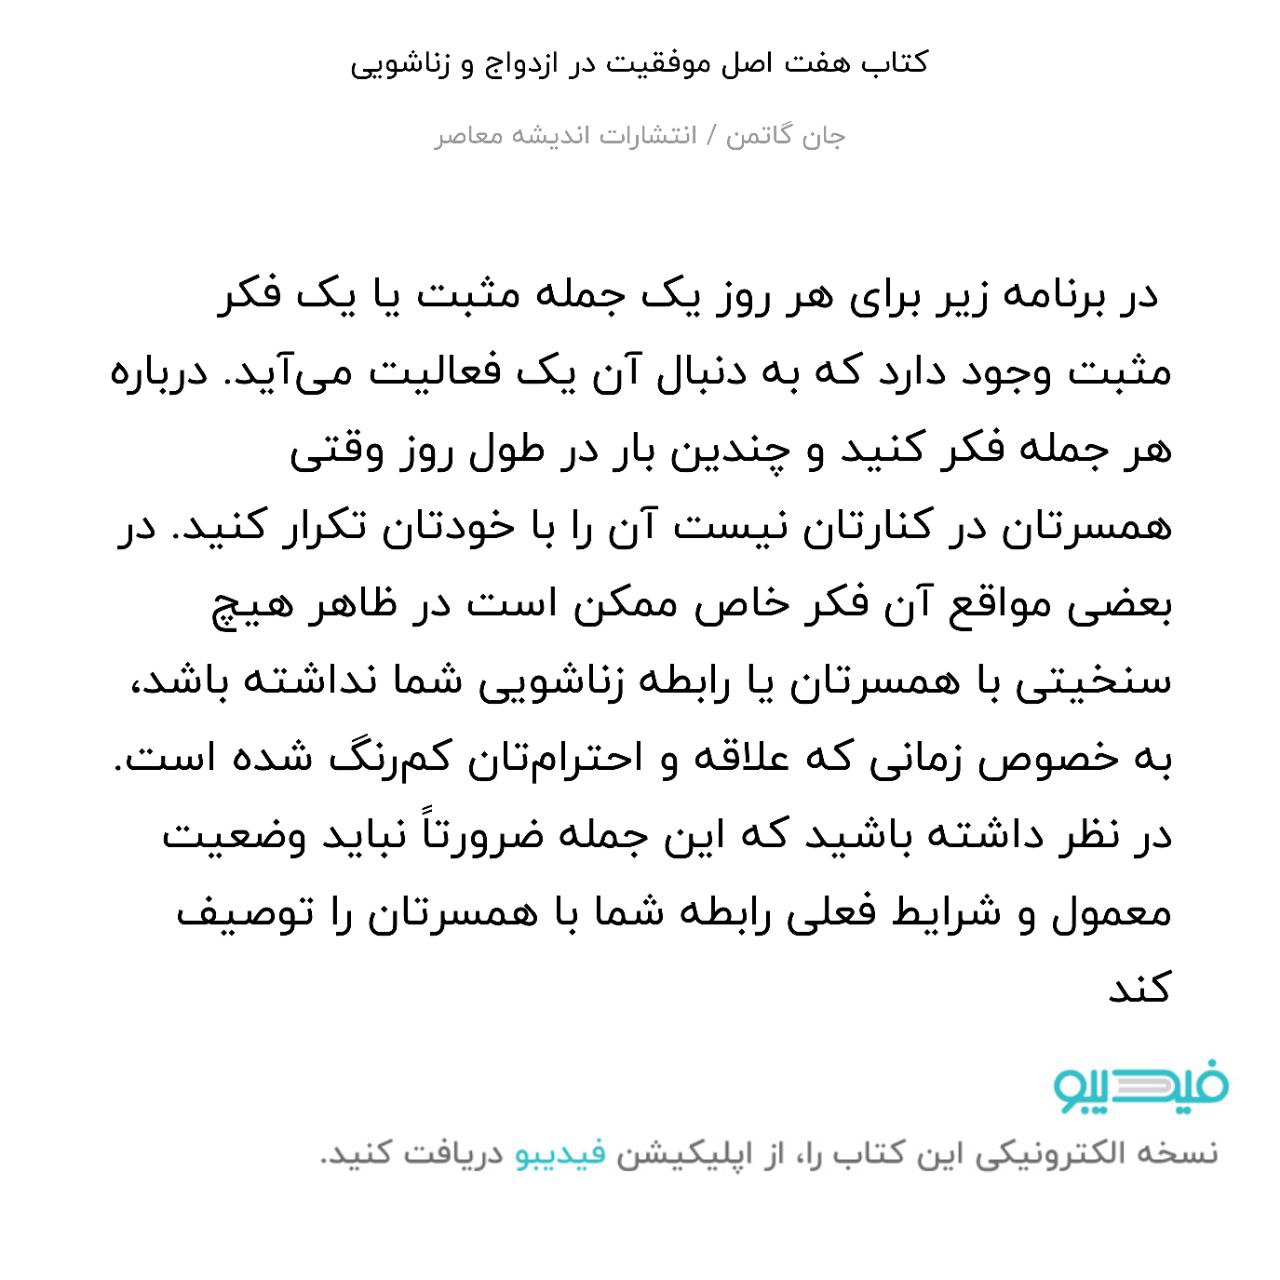 کتاب هفت اصل موفقیت در ازدواج و زناشویی
جان گاتمن / انتشارات اندیشه معاصر
در برنامه زیر برای هر روز یک جمله مثبت یا یک فکر
مثبت وجود دارد که به دنبال آن یک فعالیت می‌آید. درباره
هر جمله فکر کنید و چندین بار در طول روز وقتی
همسرتان در کنارتان نیست آن را با خودتان تکرار کنید. در
بعضی مواقع آن فکر خاص ممکن است در ظاهر هیچ
سنخیتی با همسرتان یا رابطه زناشویی شما نداشته باشد،
به خصوص زمانی که علاقه و احترام‌تان کم‌رنگ شده است.
در نظر داشته باشید که این جمله ضرورتاً نباید وضعیت
معمول و شرایط فعلی رابطه شما با همسرتان را توصیف
کند
فیدیبو
نسخه الکترونیکی این کتاب را، از اپلیکیشن فیدیبو دریافت کنید.